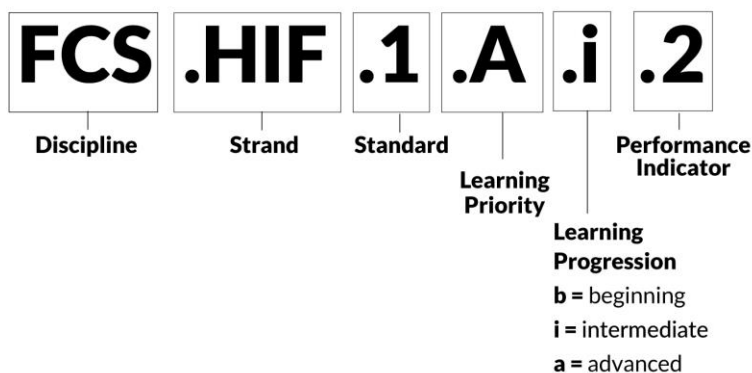 FCS .HIF .1 .A .i .2
Discipline
Strand
Standard
Learning
Priority
Learning
Progression
b = beginning
i = intermediate
a = advanced
Performance
Indicator